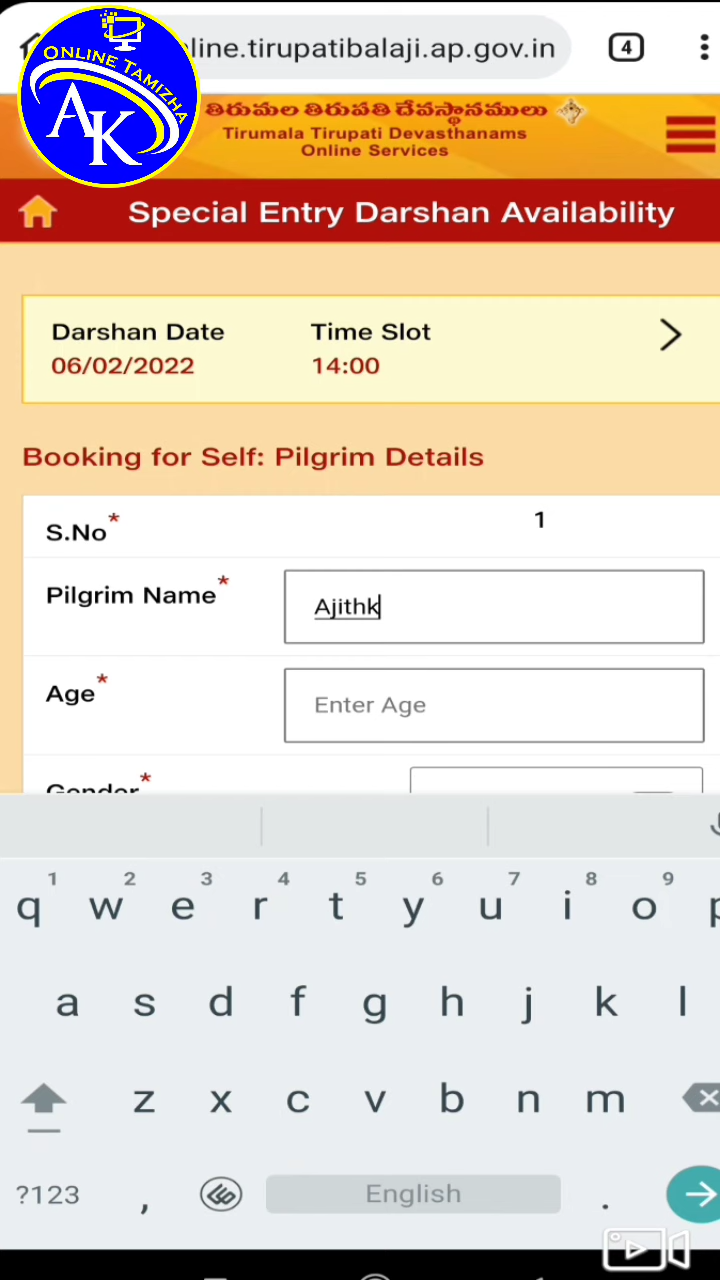 line.tirupatibalaji.ap.gov.in
4
ONLINE TAMIZHA
AK
తిరుమల తిరుపతి దేవస్థానములు
Tirumala Tirupati Devasthanams
Online Services
Special Entry Darshan Availability
Darshan Date Time Slot
06/02/2022 14:00
Booking for Self: Pilgrim Details
S.No* 1
Pilgrim Name* Ajithk
Age* Enter Age
Gender*
1 2 3 4 5 6 7 8 9
q w e r t y u i o p
a s d f g h j k l
z x c v b n m
?123 , English .